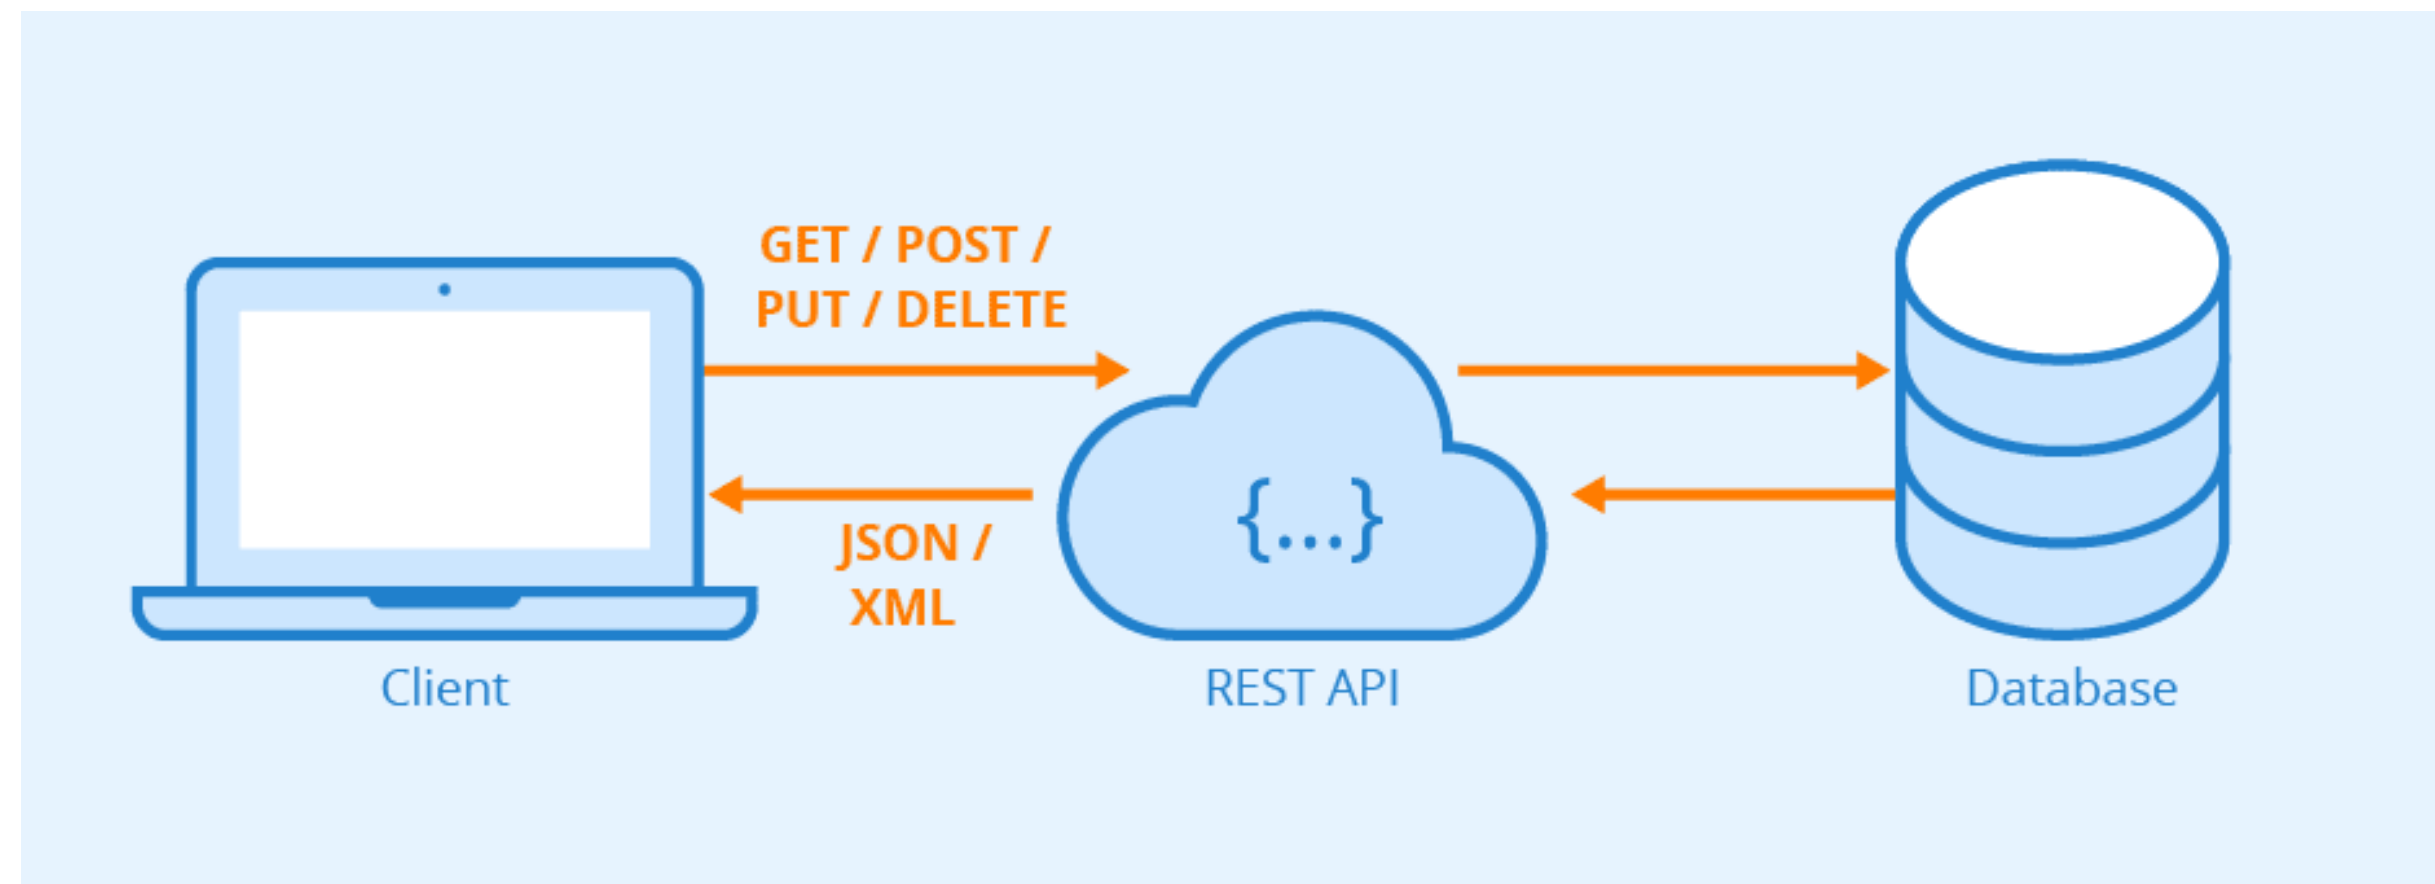 GET / POST /
PUT / DELETE
{...}
JSON /
XML
Client
REST API
Database